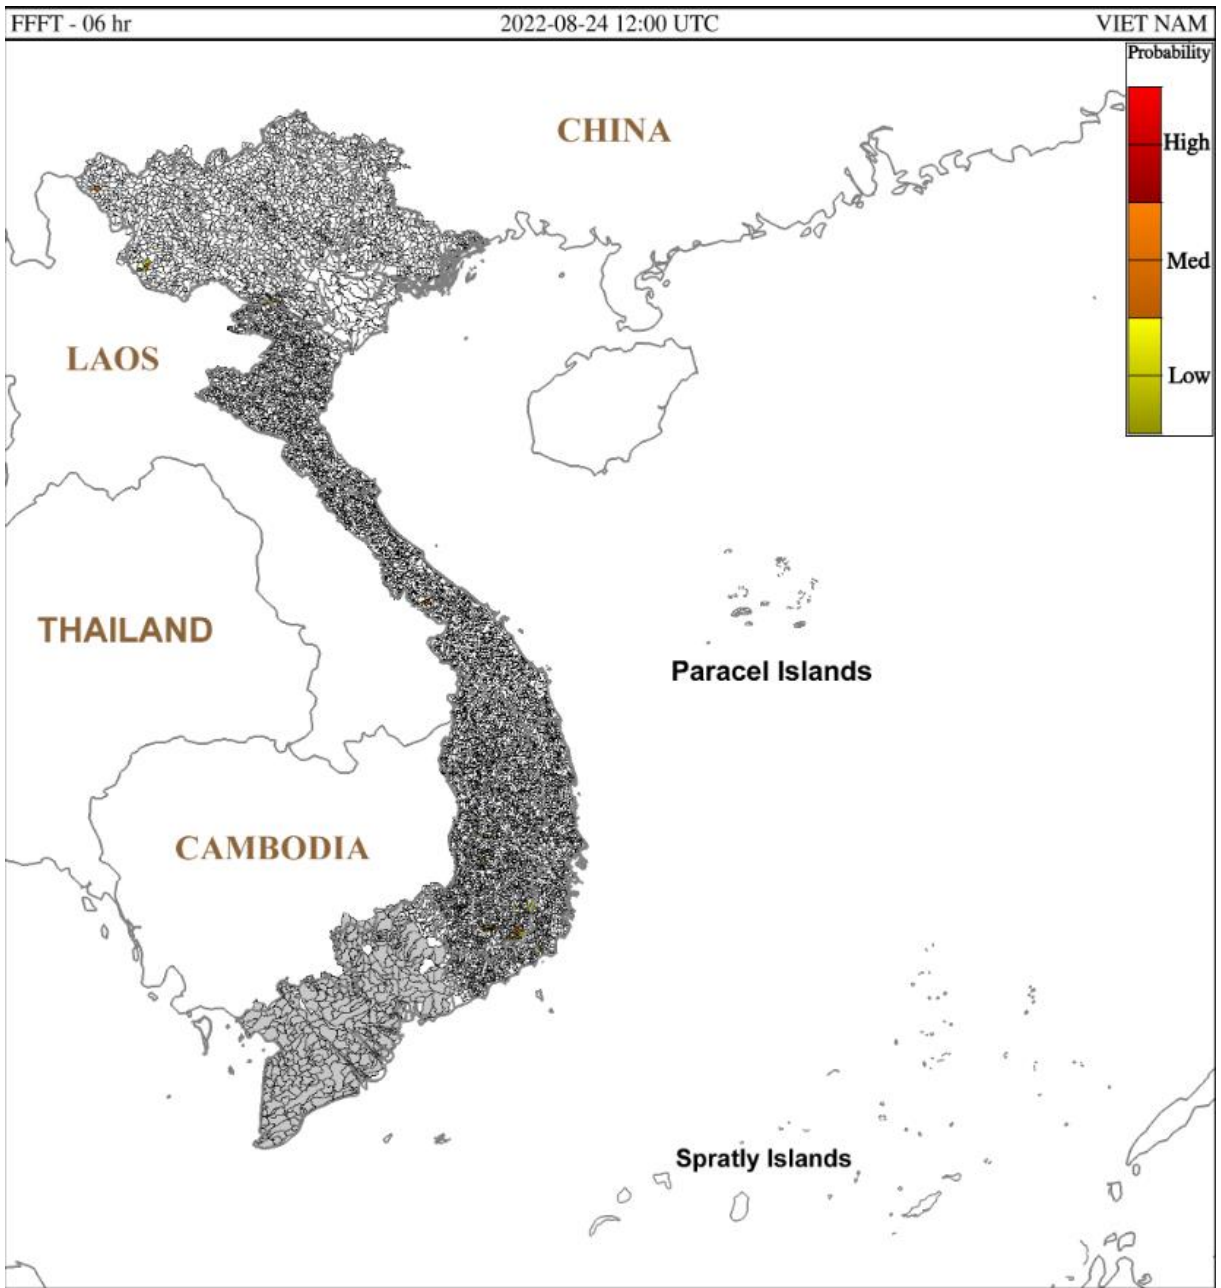 FFFT - 06 hr 2022-08-24 12:00 UTC VIET NAM
Probability
High
Med
Low
CHINA
LAOS
THAILAND
Paracel Islands
CAMBODIA
Spratly Islands